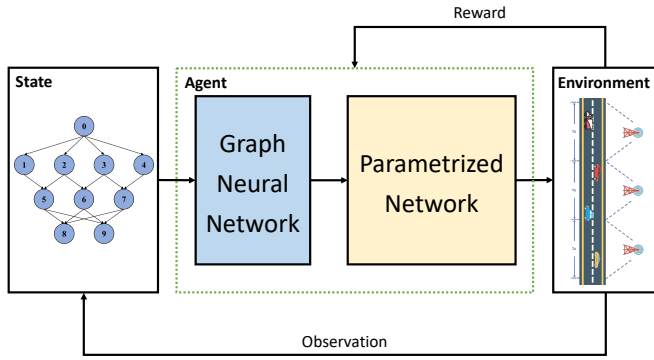 Reward
State
Agent
Environment
0
1 2 3 4
5 6 7
8 9
Graph
Neural
Network
Parametrized
Network
Observation